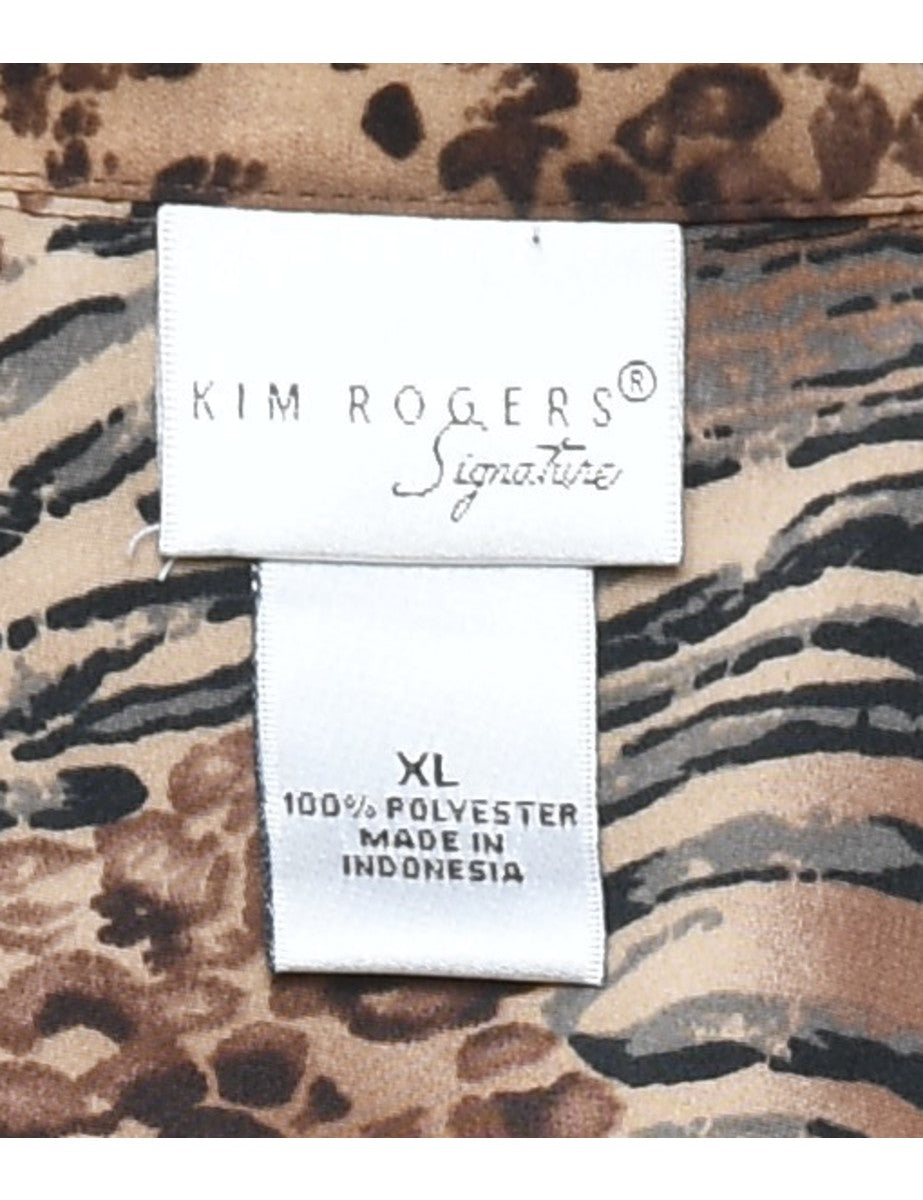 KIM ROGERS®
Signature
XL
100% POLYESTER
MADE IN
INDONESIA